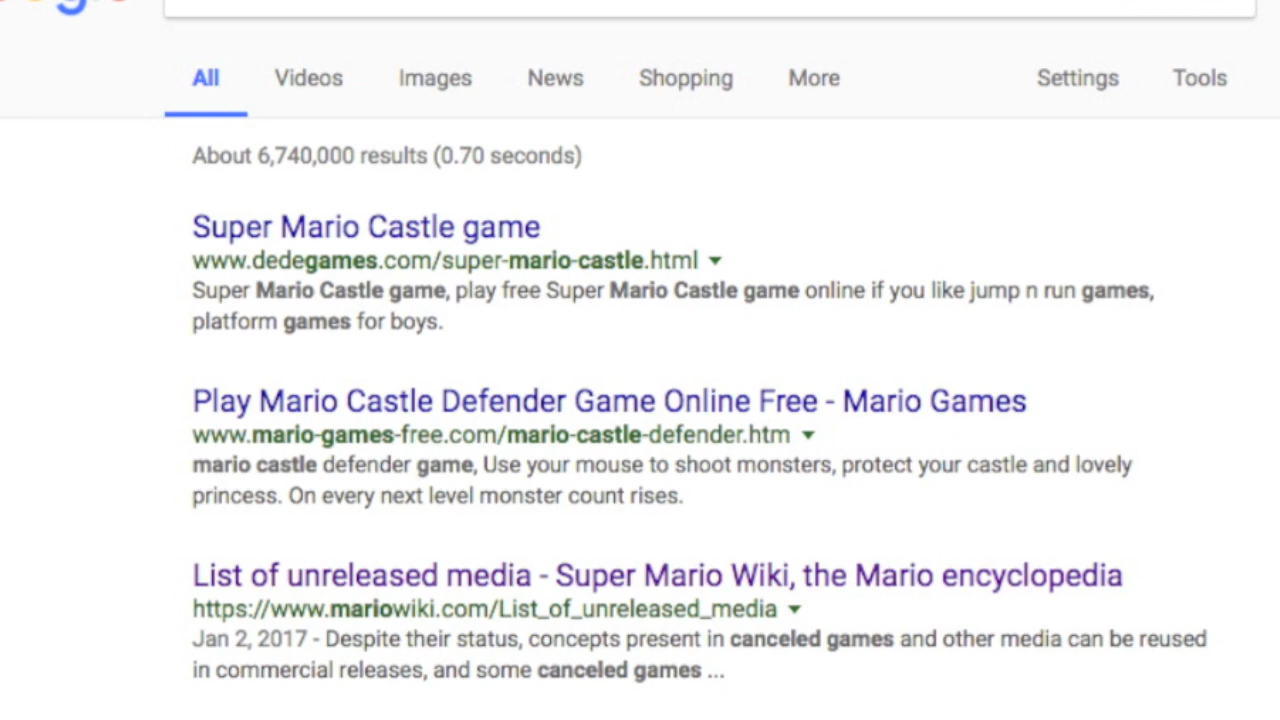 All Videos Images News Shopping More Settings Tools
About 6,740,000 results (0.70 seconds)
Super Mario Castle game
www.dedegames.com/super-mario-castle.html
Super Mario Castle game, play free Super Mario Castle game online if you like jump n run games,
platform games for boys.
Play Mario Castle Defender Game Online Free - Mario Games
www.mario-games-free.com/mario-castle-defender.htm
mario castle defender game, Use your mouse to shoot monsters, protect your castle and lovely
princess. On every next level monster count rises.
List of unreleased media - Super Mario Wiki, the Mario encyclopedia
https://www.mariowiki.com/List_of_unreleased_media
Jan 2, 2017 - Despite their status, concepts present in canceled games and other media can be reused
in commercial releases, and some canceled games ...